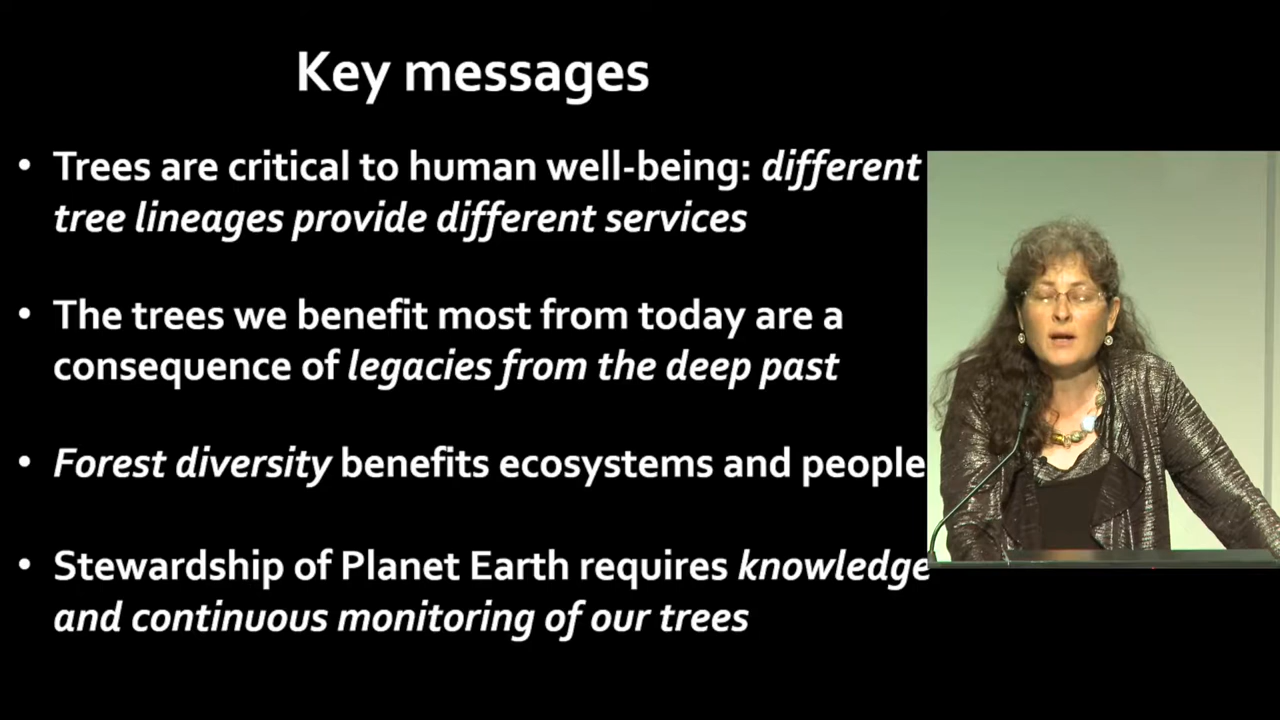 Key messages
• Trees are critical to human well-being: different
tree lineages provide different services
• The trees we benefit most from today are a
consequence of legacies from the deep past
• Forest diversity benefits ecosystems and people
• Stewardship of Planet Earth requires knowledge
and continuous monitoring of our trees